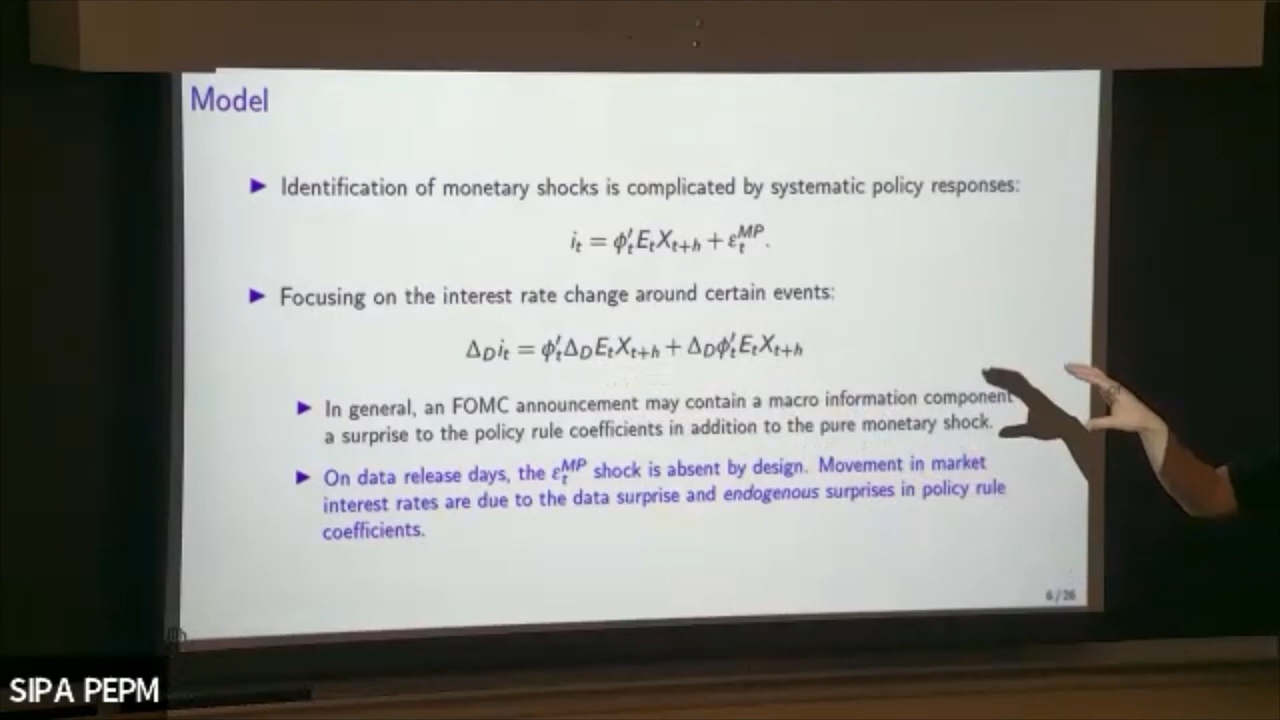 Model
▶ Identification of monetary shocks is complicated by systematic policy responses:
i_t = ϕ′_t E_t X_{t+h} + ε_t^{MP}.
▶ Focusing on the interest rate change around certain events:
Δ_D i_t = ϕ′_t Δ_D E_t X_{t+h} + Δ_D ϕ′_t E_t X_{t+h}
▶ In general, an FOMC announcement may contain a macro information component
a surprise to the policy rule coefficients in addition to the pure monetary shock.
▶ On data release days, the ε_t^{MP} shock is absent by design. Movement in market
interest rates are due to the data surprise and endogenous surprises in policy rule
coefficients.
6 / 26
SIPA PEPM